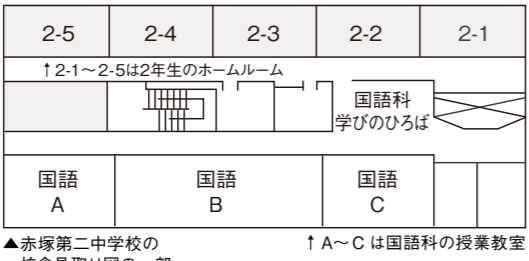 2-5 2-4 2-3 2-2 2-1
↑2-1～2-5は2年生のホームルーム
国語科
学びのひろば
国語 国語 国語
A B C
▲赤塚第二中学校の ↑A～Cは国語科の授業教室